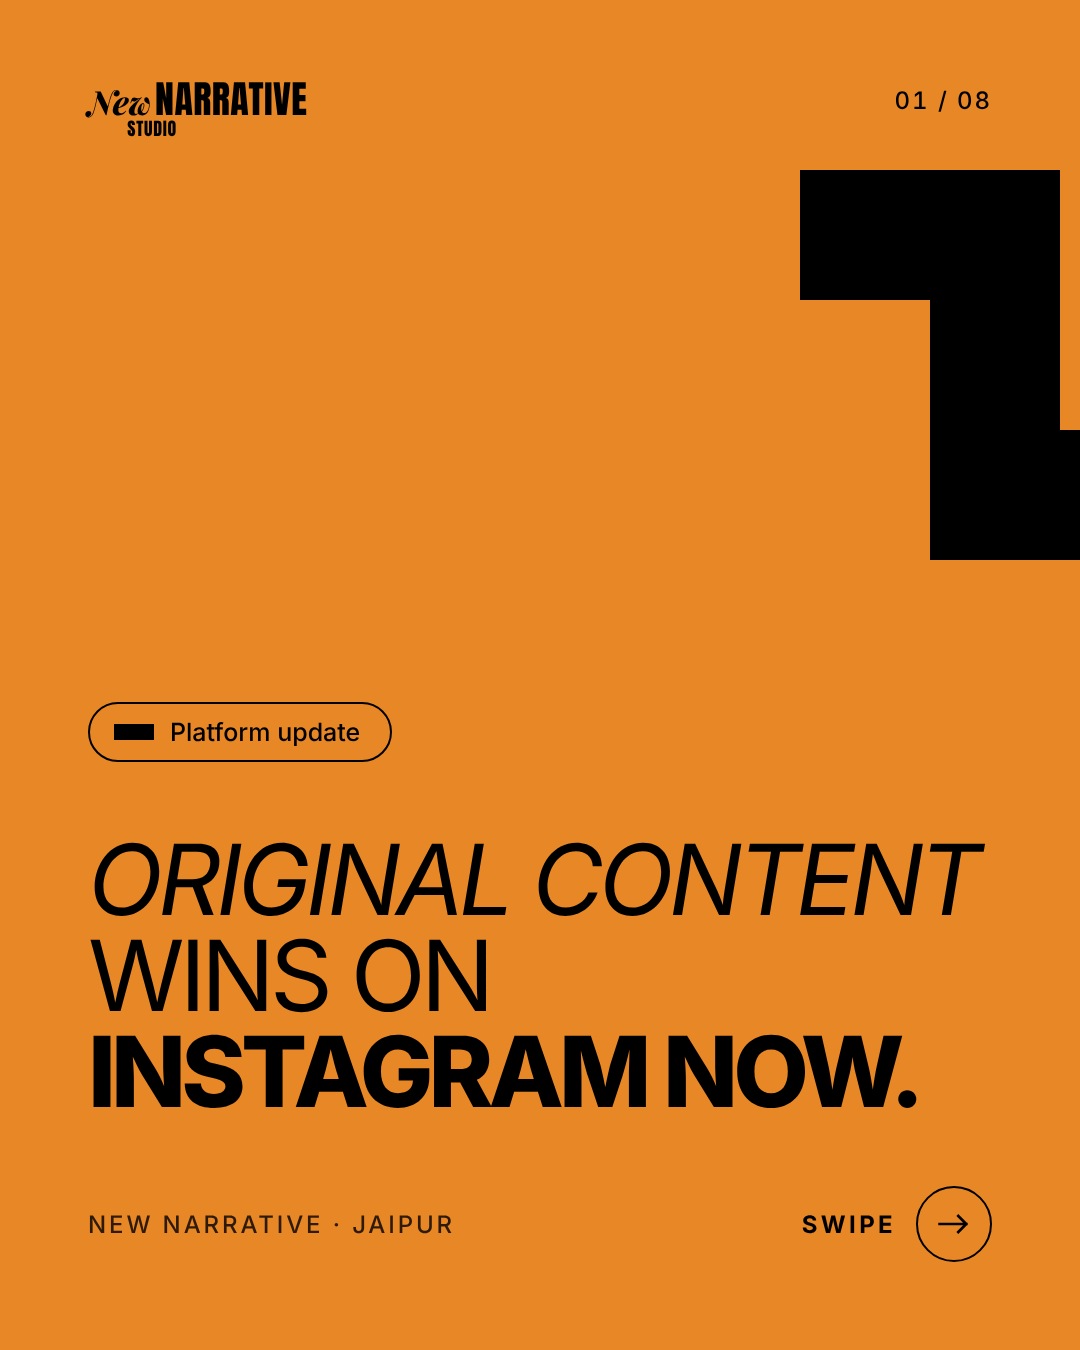 New NARRATIVE
STUDIO
01 / 08
Platform update
ORIGINAL CONTENT
WINS ON
INSTAGRAM NOW.
NEW NARRATIVE · JAIPUR
SWIPE →